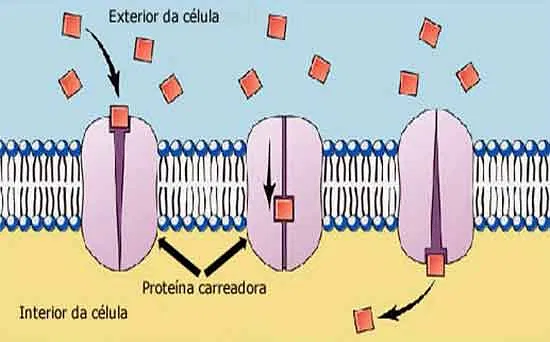 Exterior da célula
Proteína carreadora
Interior da célula